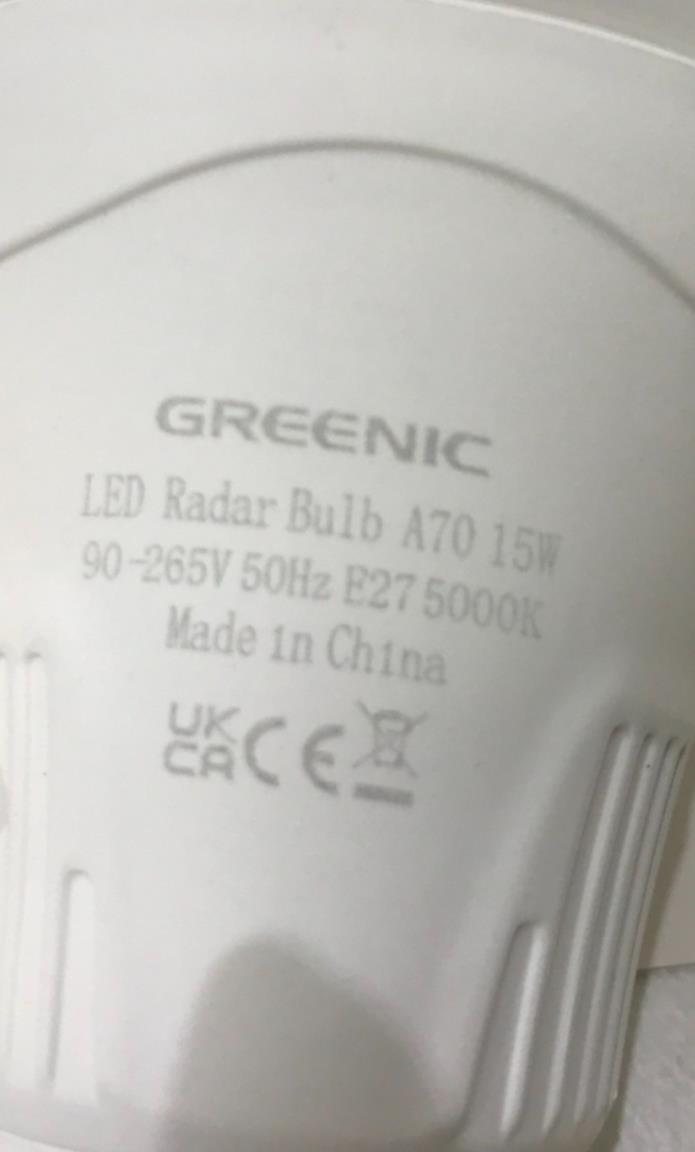 GREENIC
LED Radar Bulb A70 15W
90-265V 50Hz E27 5000K
Made in China
UK
CA CE